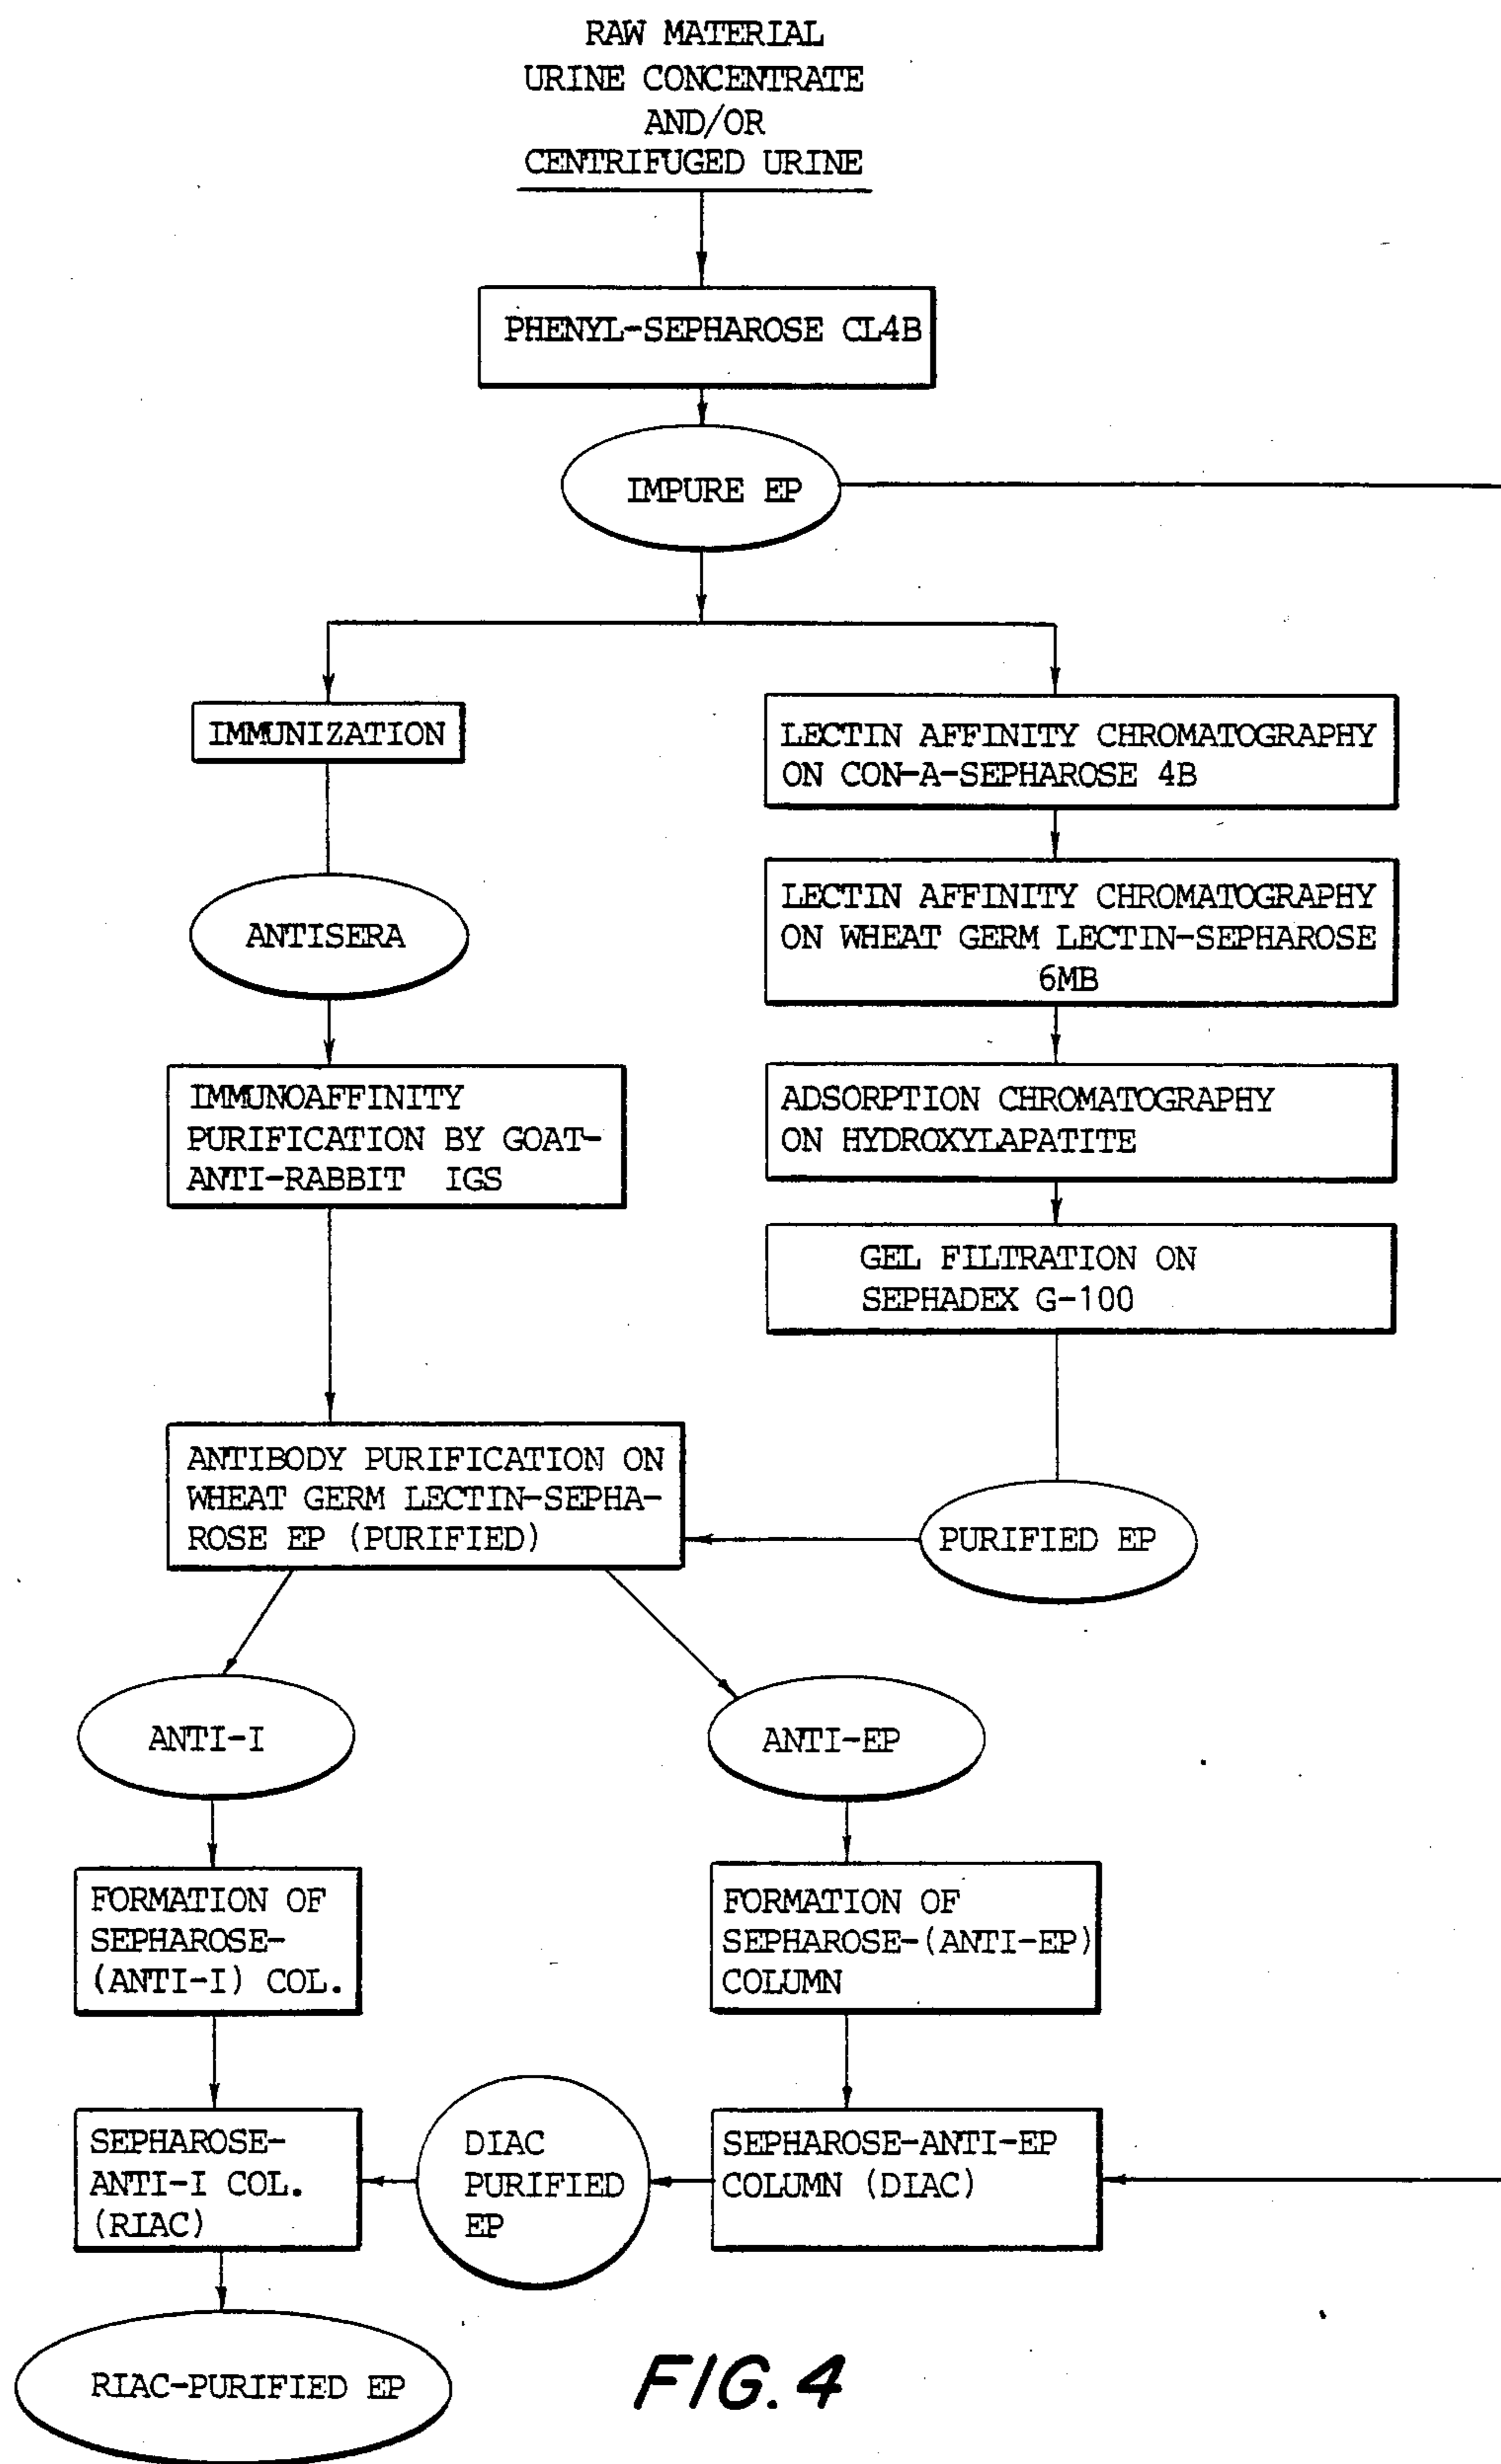 RAW MATERIAL
URINE CONCENTRATE
AND/OR
CENTRIFUGED URINE
PHENYL-SEPHAROSE CL4B
IMPURE EP
IMMUNIZATION
ANTISERA
IMMUNOAFFINITY
PURIFICATION BY GOAT-
ANTI-RABBIT IGS
LECTIN AFFINITY CHROMATOGRAPHY
ON CON-A-SEPHAROSE 4B
LECTIN AFFINITY CHROMATOGRAPHY
ON WHEAT GERM LECTIN-SEPHAROSE
6MB
ADSORPTION CHROMATOGRAPHY
ON HYDROXYLAPATITE
GEL FILTRATION ON
SEPHADEX G-100
PURIFIED EP
ANTIBODY PURIFICATION ON
WHEAT GERM LECTIN-SEPHA-
ROSE EP (PURIFIED)
ANTI-I
ANTI-EP
FORMATION OF
SEPHAROSE-
(ANTI-I) COL.
FORMATION OF
SEPHAROSE-(ANTI-EP)
COLUMN
SEPHAROSE-
ANTI-I COL.
(RIAC)
DIAC
PURIFIED
EP
SEPHAROSE-ANTI-EP
COLUMN (DIAC)
RIAC-PURIFIED EP
FIG. 4